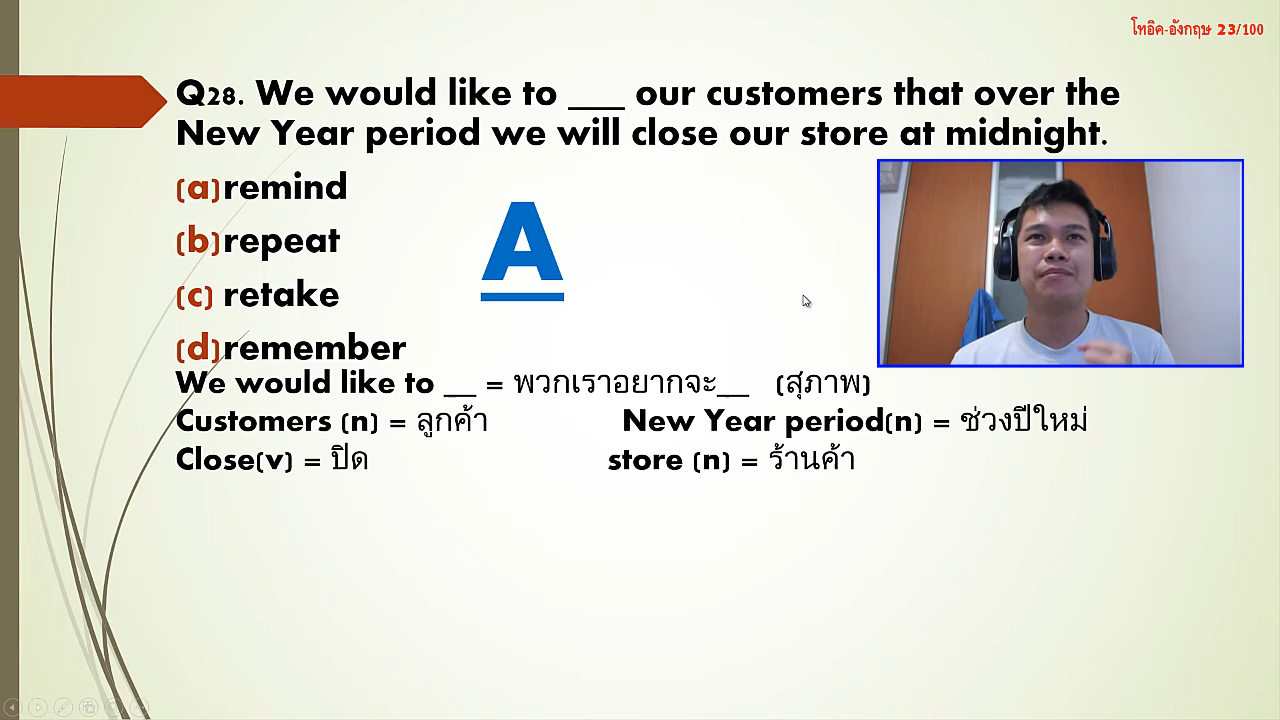 โทอิค-อังกฤษ 23/100
Q28. We would like to ___ our customers that over the
New Year period we will close our store at midnight.
(a)remind
(b)repeat
(c) retake
(d)remember
A
We would like to __ = พวกเราอยากจะ__ (สุภาพ)
Customers (n) = ลูกค้า New Year period(n) = ช่วงปีใหม่
Close(v) = ปิด store (n) = ร้านค้า